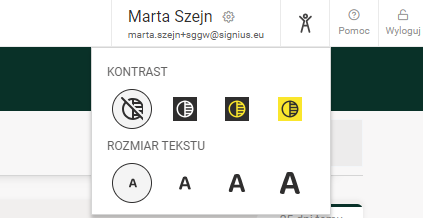 Marta Szejn
marta.szejn+sggw@signius.eu
Pomoc
Wyloguj
KONTRAST
ROZMIAR TEKSTU
A A A A